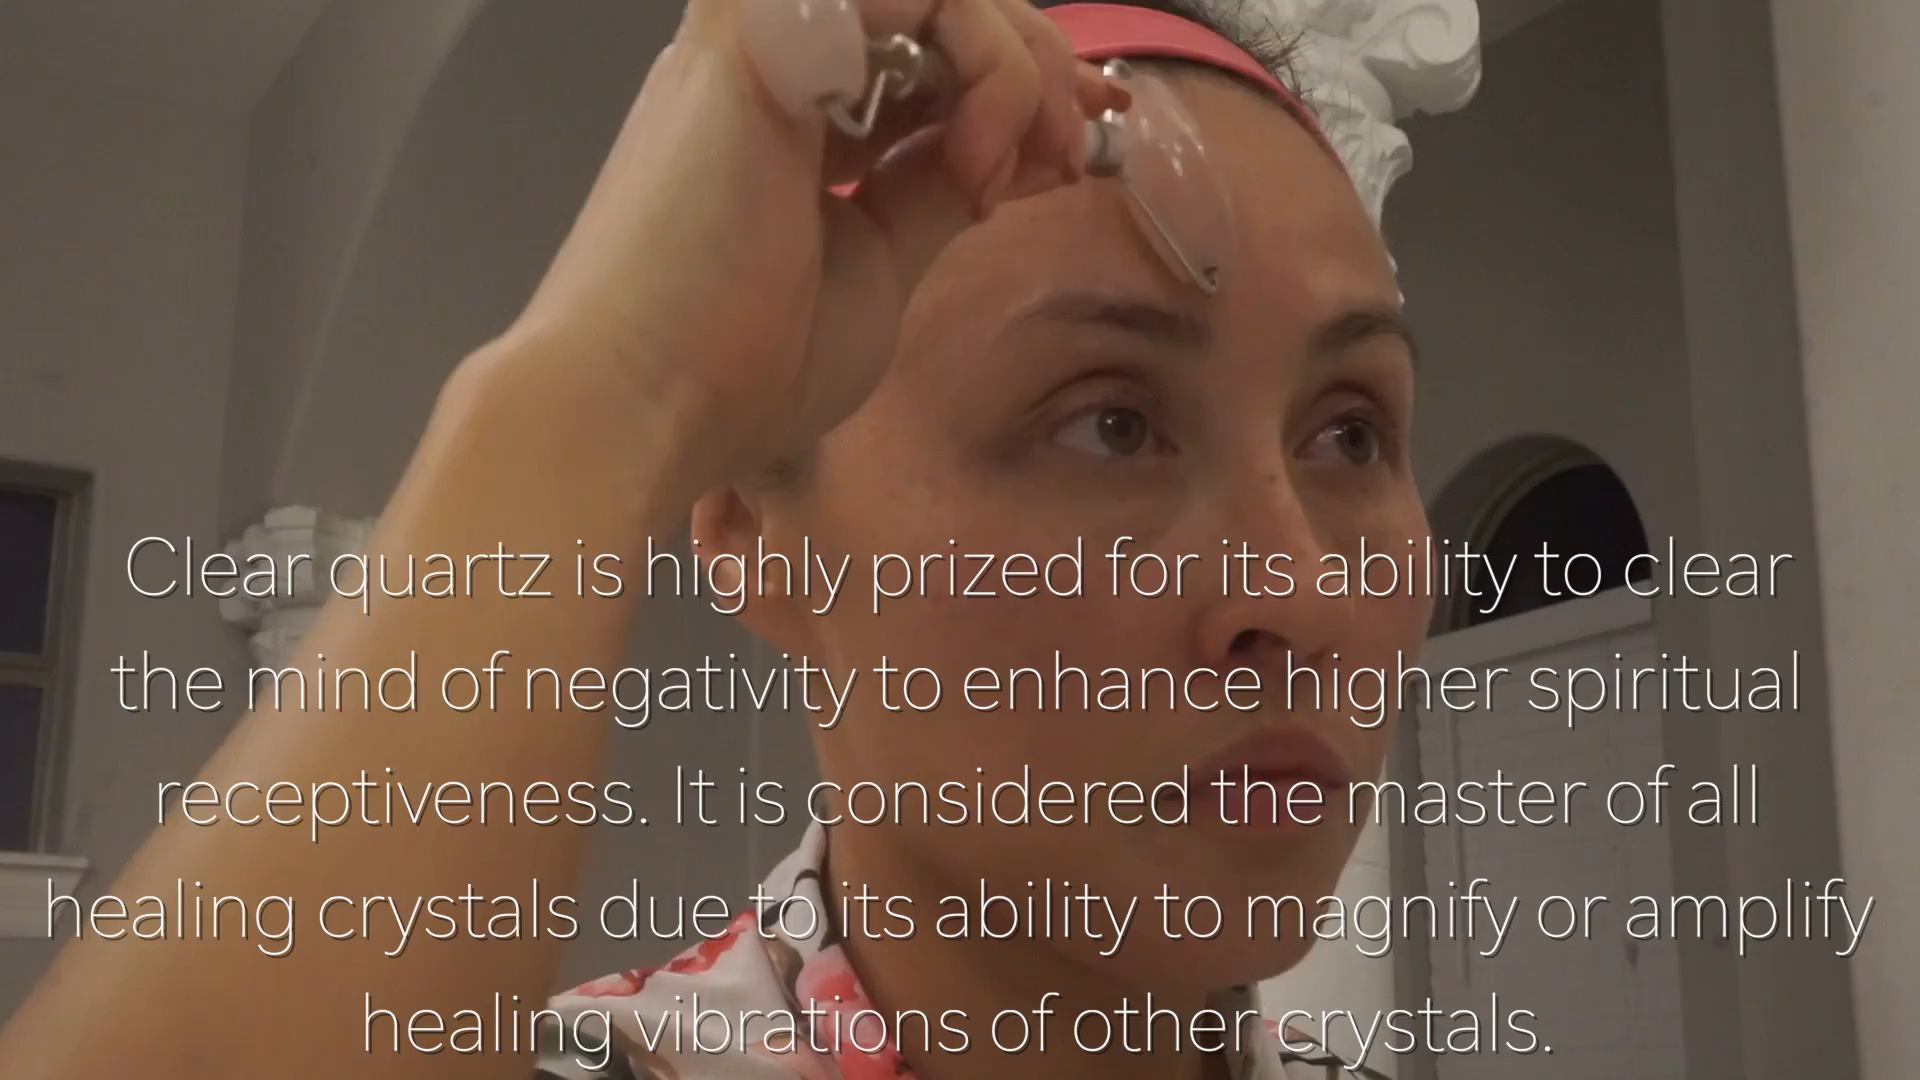 Clear quartz is highly prized for its ability to clear
the mind of negativity to enhance higher spiritual
receptiveness. It is considered the master of all
healing crystals due to its ability to magnify or amplify
healing vibrations of other crystals.